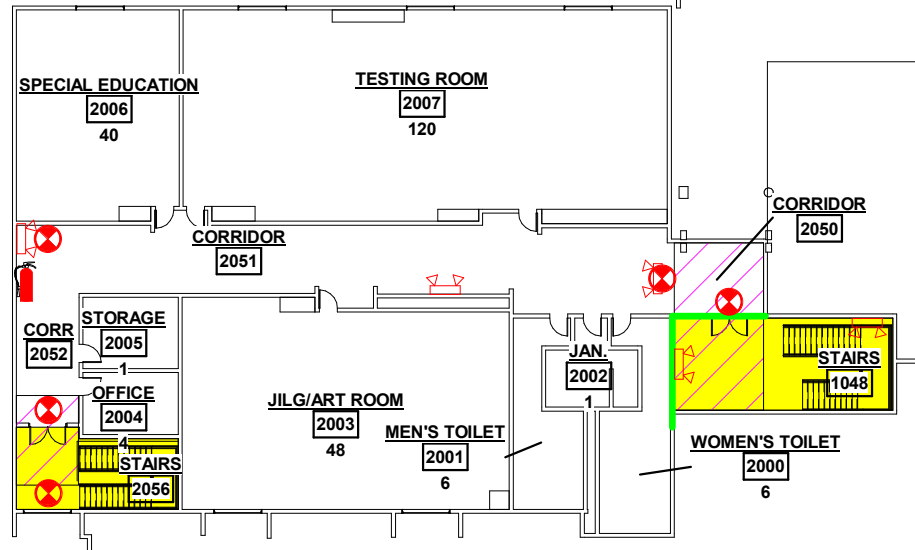 SPECIAL EDUCATION
2006
40
TESTING ROOM
2007
120
CORRIDOR
2050
CORRIDOR
2051
CORR
2052
STORAGE
2005
1
OFFICE
2004
4
STAIRS
2056
JILG/ART ROOM
2003
48
MEN'S TOILET
2001
6
JAN.
2002
1
WOMEN'S TOILET
2000
6
STAIRS
1048